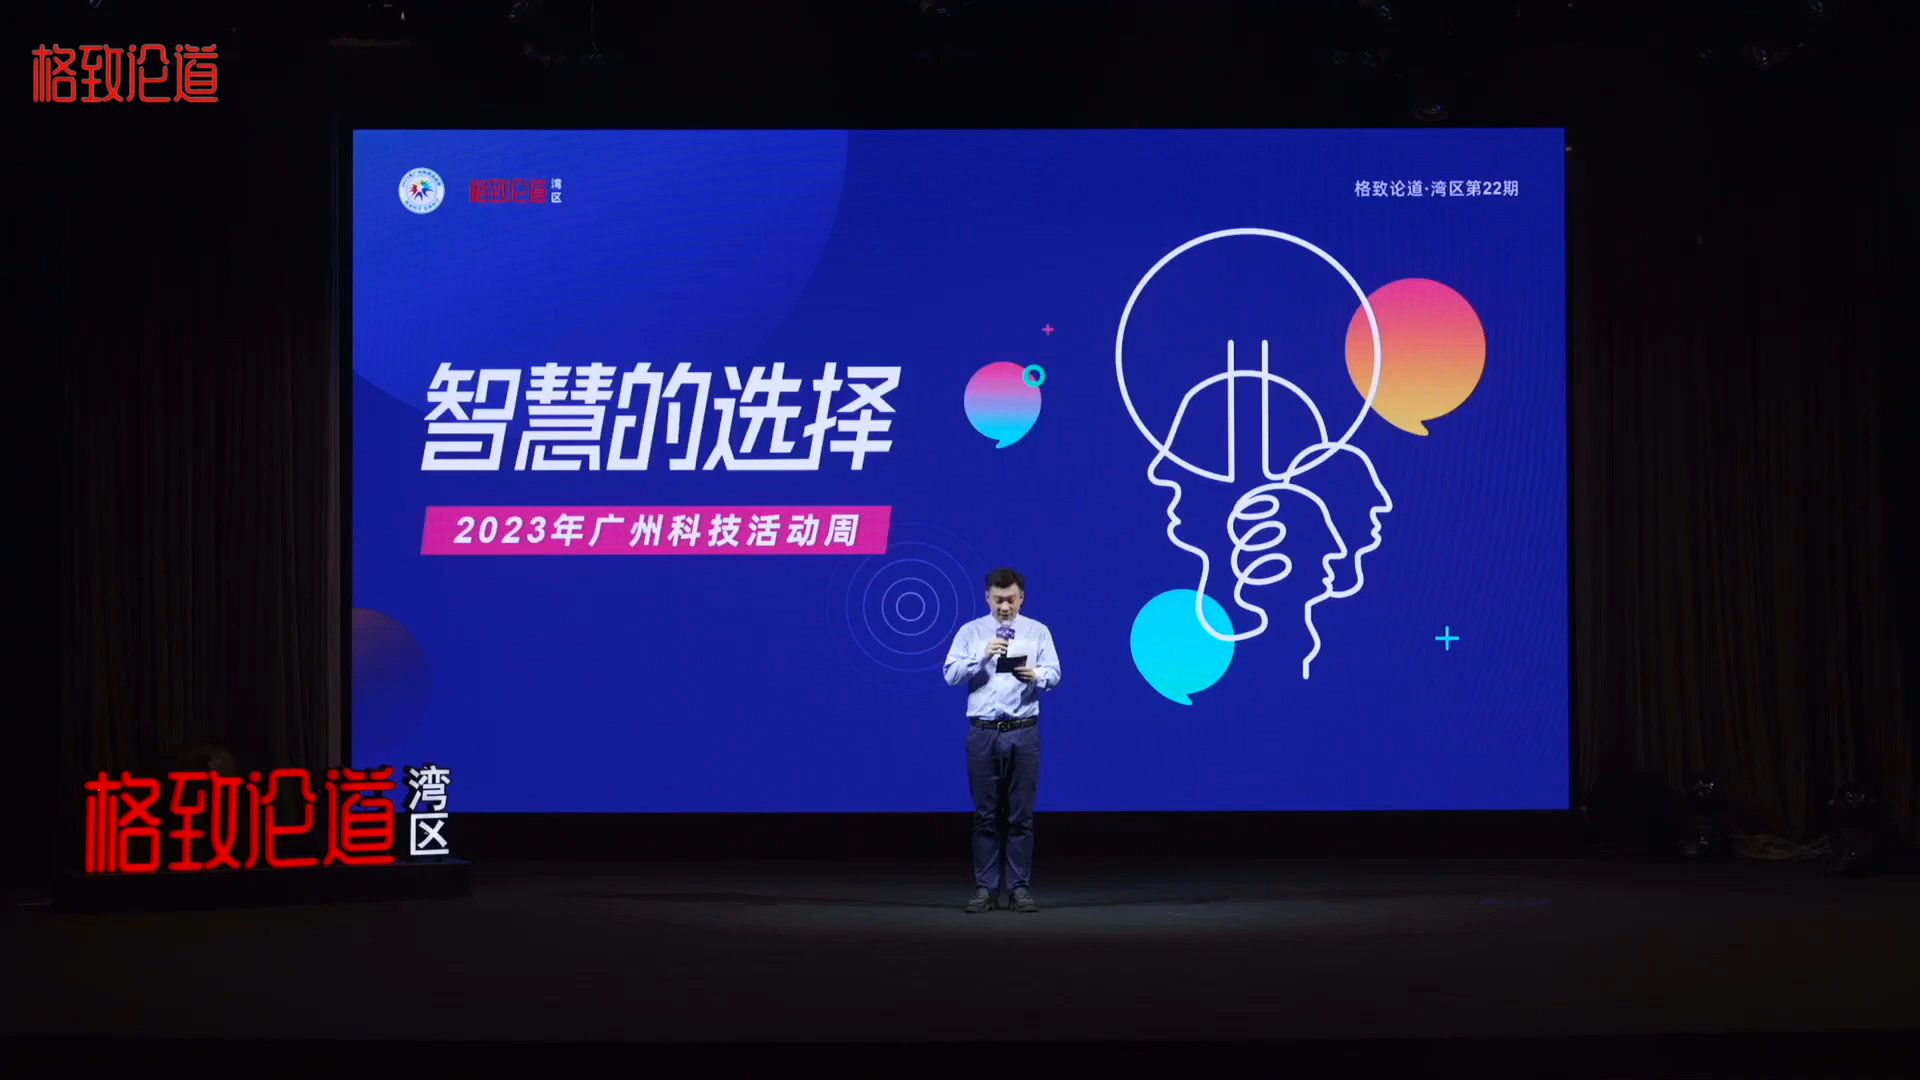 格致论道
格致论道 湾区
格致论道·湾区第22期
智慧的选择
2023年广州科技活动周
格致论道 湾区